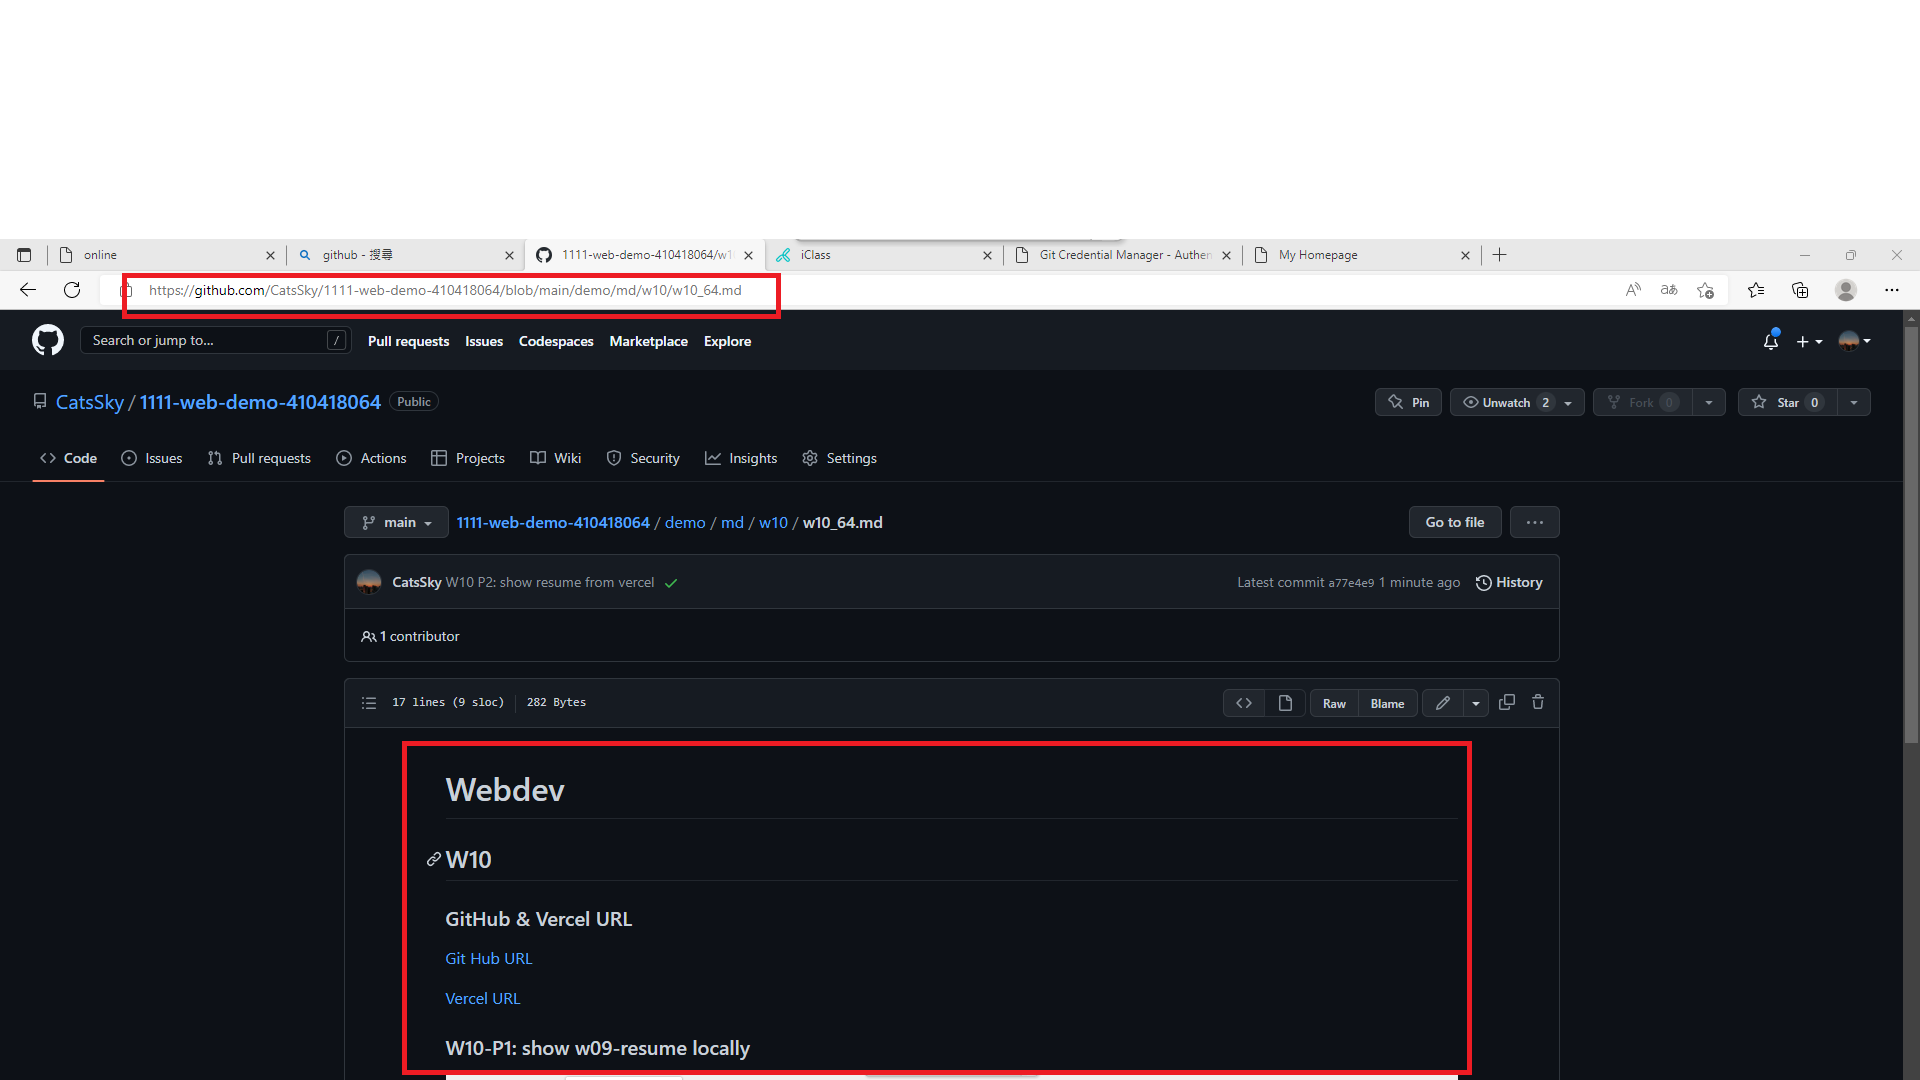 online
github - 搜尋
1111-web-demo-410418064/w1
iClass
Git Credential Manager - Authen
My Homepage
https://github.com/CatsSky/1111-web-demo-410418064/blob/main/demo/md/w10/w10_64.md
Search or jump to... /
Pull requests Issues Codespaces Marketplace Explore
CatsSky / 1111-web-demo-410418064 Public
Pin Unwatch 2 Fork 0 Star 0
Code Issues Pull requests Actions Projects Wiki Security Insights Settings
main 1111-web-demo-410418064 / demo / md / w10 / w10_64.md Go to file ...
CatsSky W10 P2: show resume from vercel Latest commit a77e4e9 1 minute ago History
1 contributor
17 lines (9 sloc) 282 Bytes Raw Blame
Webdev
W10
GitHub & Vercel URL
Git Hub URL
Vercel URL
W10-P1: show w09-resume locally